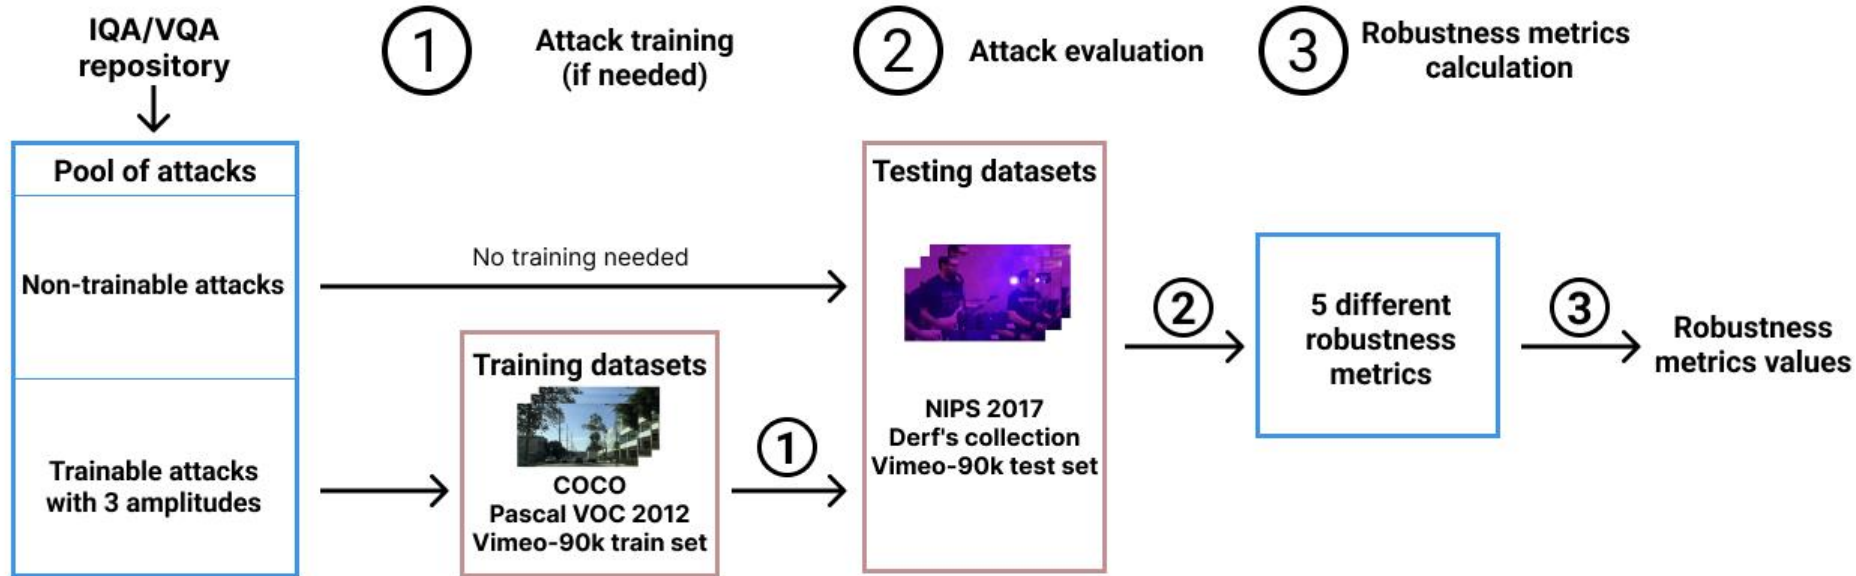 IQA/VQA
repository
1
Attack training
(if needed)
2
Attack evaluation
3
Robustness metrics
calculation
Pool of attacks
Non-trainable attacks
Trainable attacks
with 3 amplitudes
No training needed
Training datasets
COCO
Pascal VOC 2012
Vimeo-90k train set
1
Testing datasets
NIPS 2017
Derf's collection
Vimeo-90k test set
2
5 different
robustness
metrics
3
Robustness
metrics values